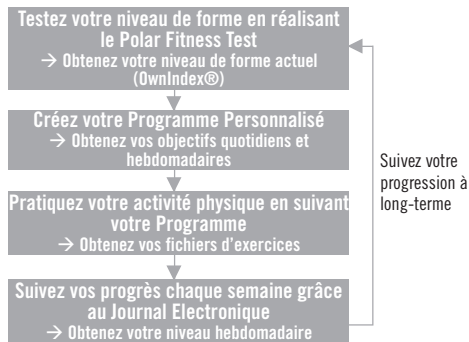 Testez votre niveau de forme en réalisant
le Polar Fitness Test
→ Obtenez votre niveau de forme actuel
(OwnIndex®)
Créez votre Programme Personnalisé
→ Obtenez vos objectifs quotidiens et
hebdomadaires
Pratiquez votre activité physique en suivant
votre Programme
→ Obtenez vos fichiers d'exercices
Suivez vos progrès chaque semaine grâce
au Journal Electronique
→ Obtenez votre niveau hebdomadaire
Suivez votre
progression à
long-terme